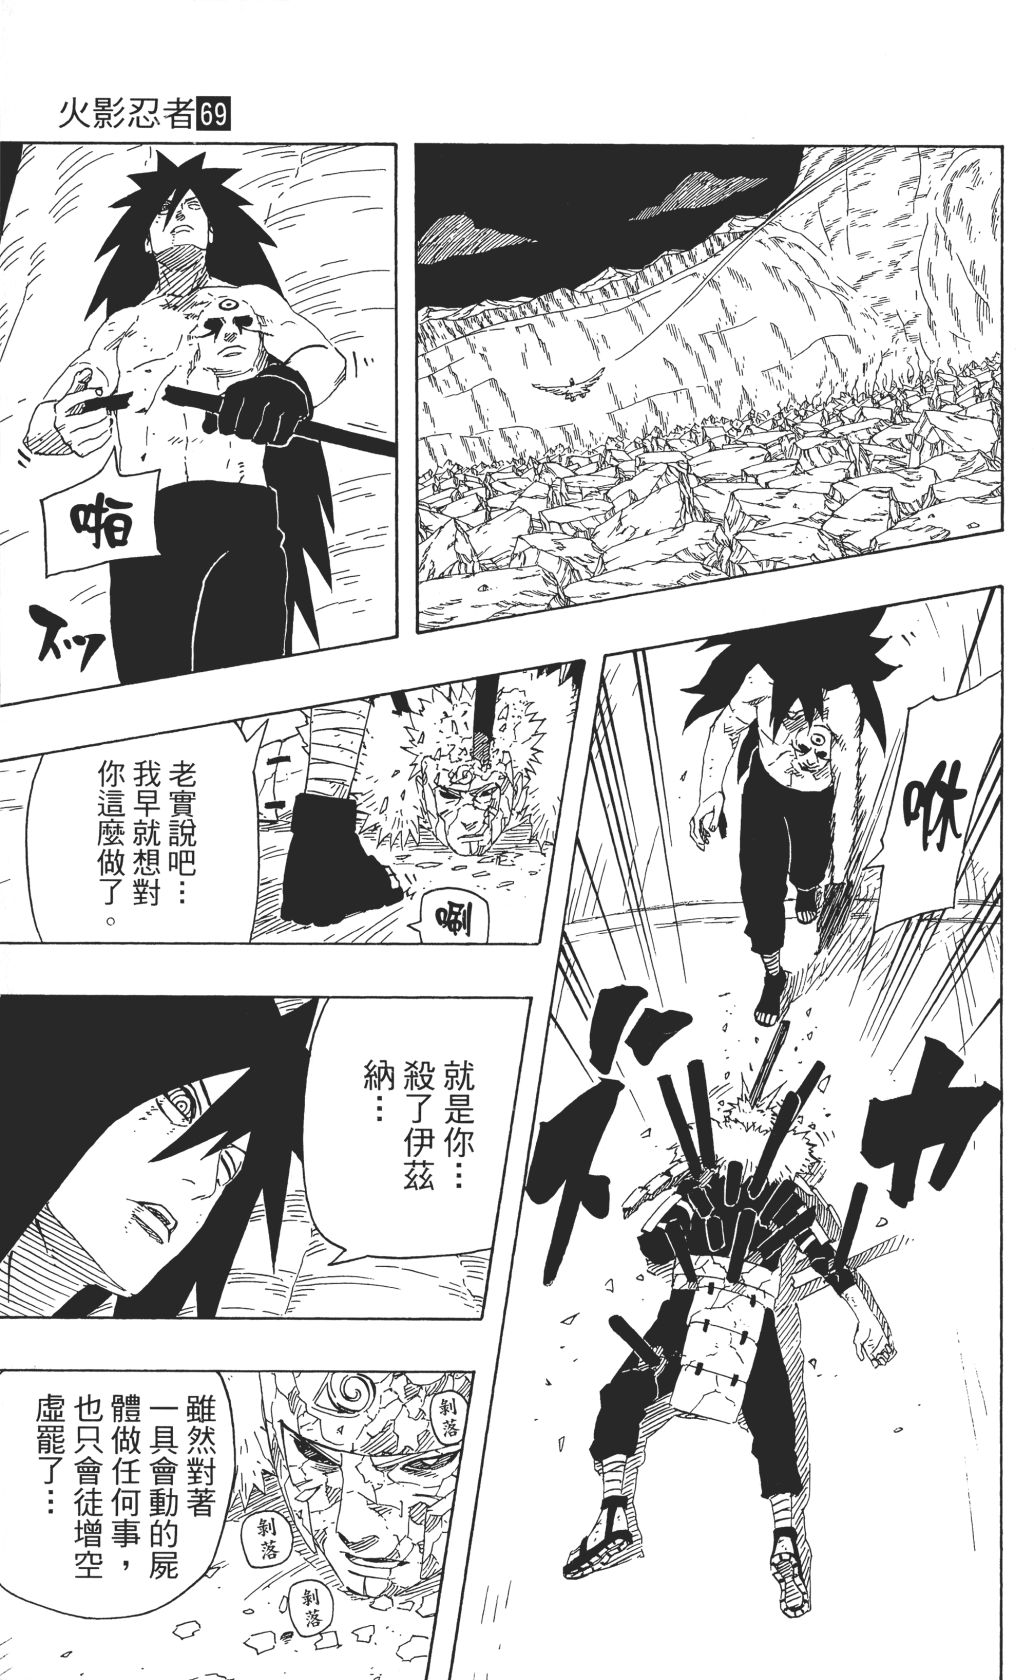 火影忍者69
啪
咻
ズッ
ガ
老實說吧…
我早就想對
你這麼做了。
唰
就是你…
殺了伊茲
納…
雖然對著
一具會動的屍
體做任何事，
也只會徒增空
虛罷了…
剝落
剝落
剝落